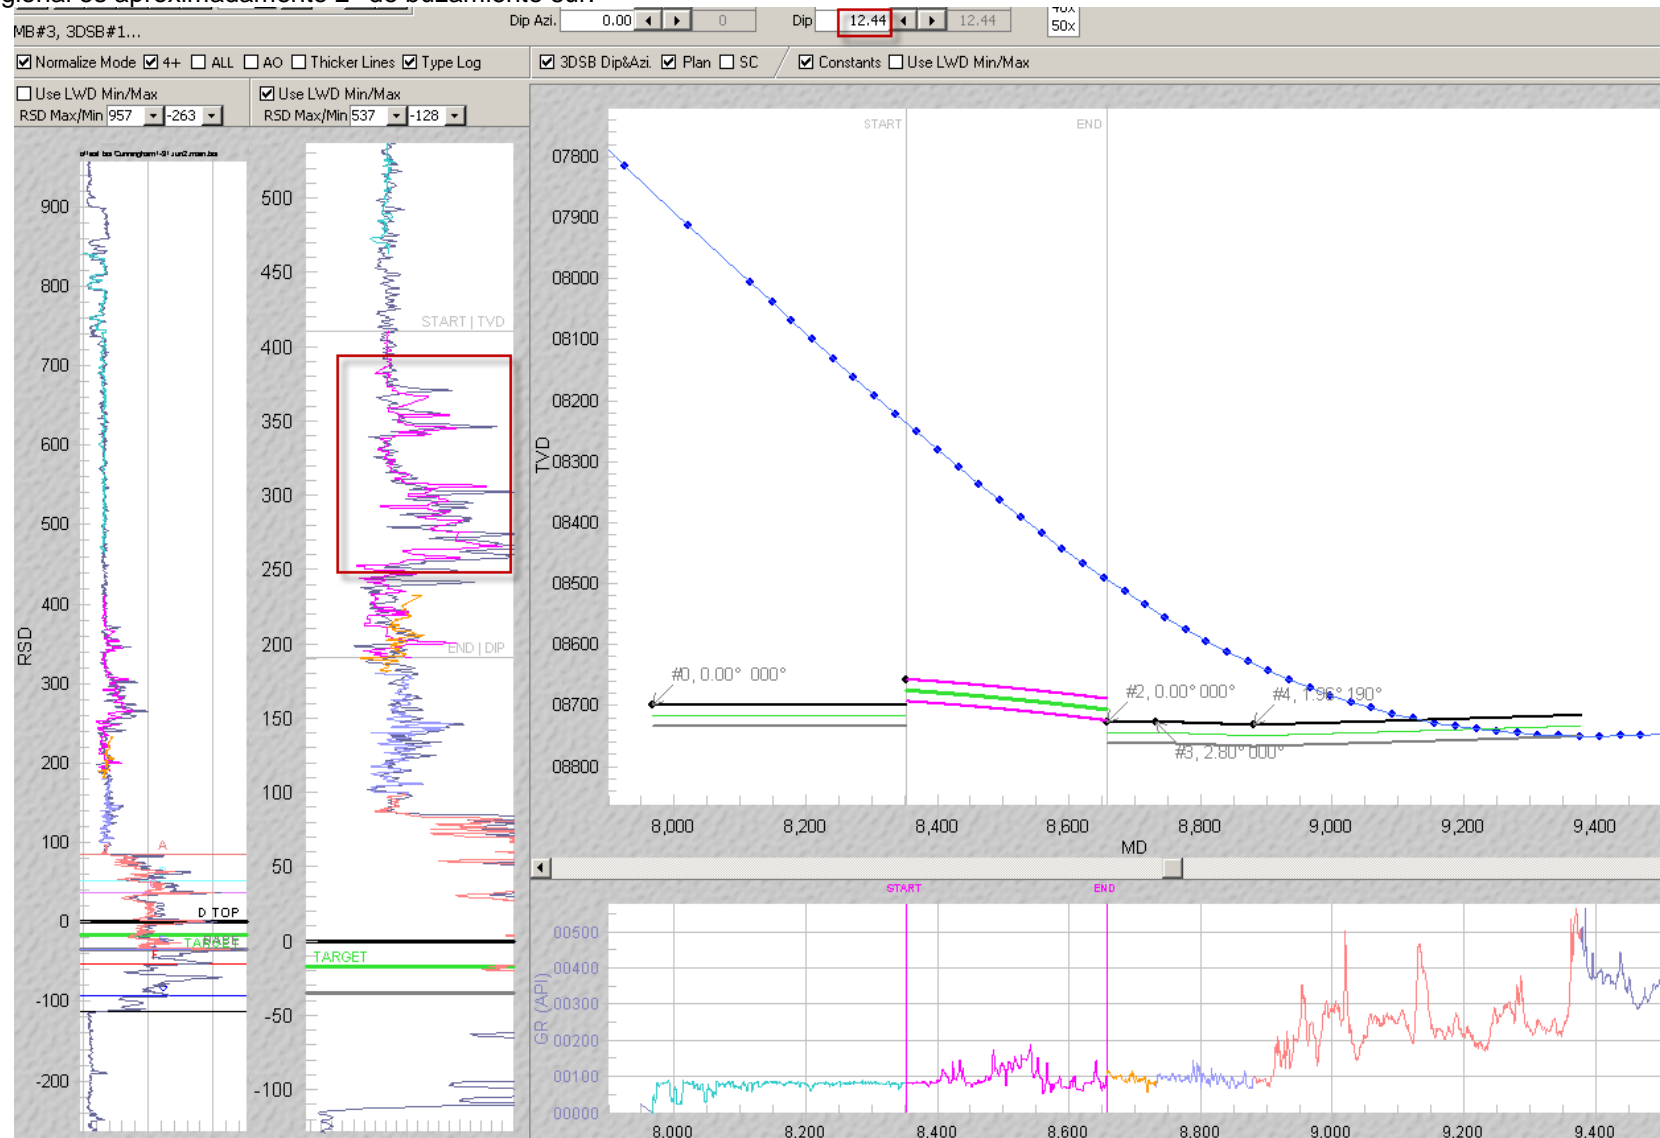 gional es aproximadamente 2° de buzamiento sur.
Dip Azi. 0.00 0 Dip 12.44 12.44 40x
50x
MB#3, 3DSB#1...
Normalize Mode 4+ ALL AO Thicker Lines Type Log 3DSB Dip&Azi. Plan SC Constants Use LWD Min/Max
Use LWD Min/Max Use LWD Min/Max
RSD Max/Min 957 -263 RSD Max/Min 537 -128
START END
START | TVD
END | DIP
RSD
900
800
700
600
500
400
300
200
100
0
-100
-200
A
D TOP
TARGET
500
450
400
350
300
250
200
150
100
50
0
-50
-100
TARGET
TVD
07800
07900
08000
08100
08200
08300
08400
08500
08600
08700
08800
#0, 0.00° 000°
#2, 0.00° 000°
#4, 1.96° 190°
#3, 2.80° 000°
8,000 8,200 8,400 8,600 8,800 9,000 9,200 9,400
MD
START END
GR (API)
00500
00400
00300
00200
00100
00000
8,000 8,200 8,400 8,600 8,800 9,000 9,200 9,400